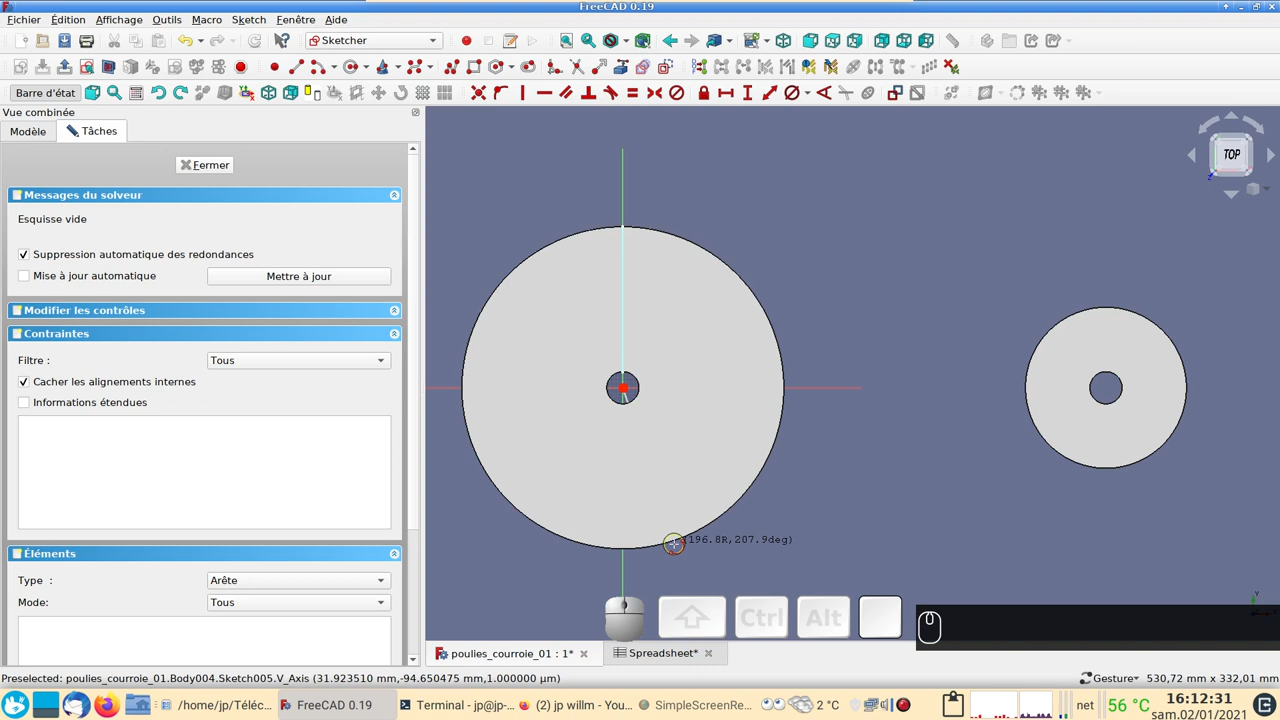 FreeCAD 0.19
Fichier Édition Affichage Outils Macro Sketch Fenêtre Aide
Sketcher
Barre d'état
Vue combinée
Modèle Tâches
Fermer
Messages du solveur
Esquisse vide
Suppression automatique des redondances
Mise à jour automatique Mettre à jour
Modifier les contrôles
Contraintes
Filtre : Tous
Cacher les alignements internes
Informations étendues
Éléments
Type : Arête
Mode: Tous
TOP
(196.8R,207.9deg)
Ctrl Alt
poulies_courroie_01 : 1* Spreadsheet*
Preselected: poulies_courroie_01.Body004.Sketch005.V_Axis (31.923510 mm,-94.650475 mm,1.000000 µm) Gesture 530,72 mm × 332,01 mm
/home/jp/Téléc... FreeCAD 0.19 Terminal - jp@jp-... (2) jp willm - You... SimpleScreenRe... 2 °C net 56 °C 16:12:31
sam.02/01/2021